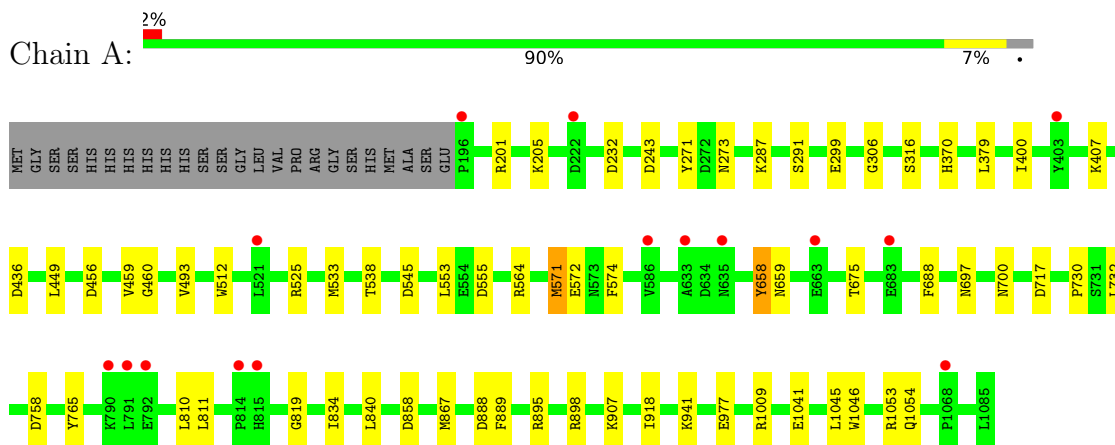 2%
Chain A:
90% 7% •
MET GLY SER SER HIS HIS HIS HIS HIS HIS SER SER GLY LEU VAL PRO ARG GLY SER HIS MET ALA SER GLU P196 R201 K205 D222 D232 D243 Y271 D272 N273 K287 S291 E299 G306 S316 H370 L379 I400 Y403 K407
D436 L449 D456 V459 G460 V493 W512 L521 R525 M533 T538 D545 L553 E554 D555 R564 M571 E572 N573 F574 V586 A633 D634 N635 Y658 N659 E663 T675 E683 F688 N697 N700 D717 P730 S731 L732
D758 Y765 K790 L791 E792 L810 L811 P814 H815 G819 I834 L840 D858 M867 D888 F889 R895 R898 K907 I918 K941 E977 R1009 E1041 L1045 W1046 R1053 Q1054 P1068 L1085